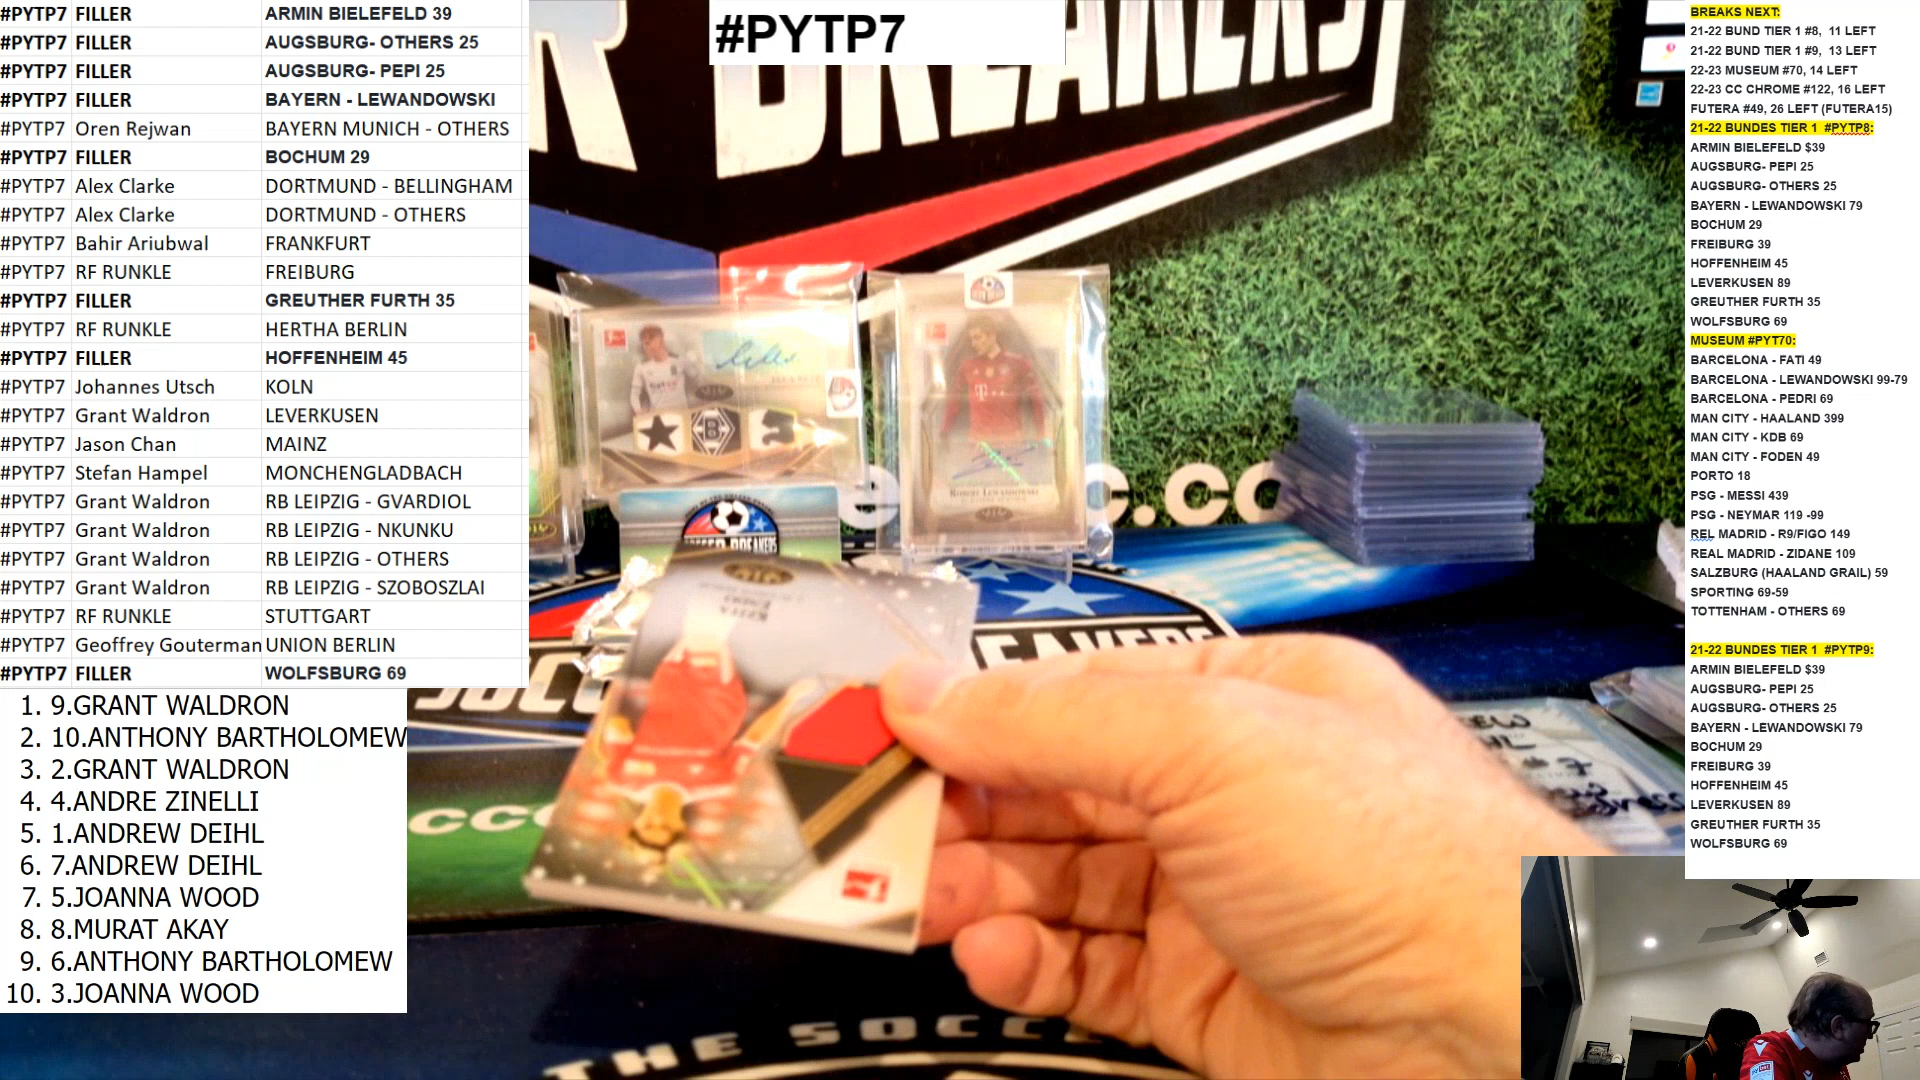 #PYTP7 FILLER ARMIN BIELEFELD 39
#PYTP7 FILLER AUGSBURG- OTHERS 25
#PYTP7 FILLER AUGSBURG- PEPI 25
#PYTP7 FILLER BAYERN - LEWANDOWSKI
#PYTP7 Oren Rejwan BAYERN MUNICH - OTHERS
#PYTP7 FILLER BOCHUM 29
#PYTP7 Alex Clarke DORTMUND - BELLINGHAM
#PYTP7 Alex Clarke DORTMUND - OTHERS
#PYTP7 Bahir Ariubwal FRANKFURT
#PYTP7 RF RUNKLE FREIBURG
#PYTP7 FILLER GREUTHER FURTH 35
#PYTP7 RF RUNKLE HERTHA BERLIN
#PYTP7 FILLER HOFFENHEIM 45
#PYTP7 Johannes Utsch KOLN
#PYTP7 Grant Waldron LEVERKUSEN
#PYTP7 Jason Chan MAINZ
#PYTP7 Stefan Hampel MONCHENGLADBACH
#PYTP7 Grant Waldron RB LEIPZIG - GVARDIOL
#PYTP7 Grant Waldron RB LEIPZIG - NKUNKU
#PYTP7 Grant Waldron RB LEIPZIG - OTHERS
#PYTP7 Grant Waldron RB LEIPZIG - SZOBOSZLAI
#PYTP7 RF RUNKLE STUTTGART
#PYTP7 Geoffrey Gouterman UNION BERLIN
#PYTP7 FILLER WOLFSBURG 69
1. 9.GRANT WALDRON
2. 10.ANTHONY BARTHOLOMEW
3. 2.GRANT WALDRON
4. 4.ANDRE ZINELLI
5. 1.ANDREW DEIHL
6. 7.ANDREW DEIHL
7. 5.JOANNA WOOD
8. 8.MURAT AKAY
9. 6.ANTHONY BARTHOLOMEW
10. 3.JOANNA WOOD
#PYTP7
R BREAKERS
e c.co
ROBERT LEWANDOWSKI
BREAKERS
EAKERS
SOCC
cc
KEITA
ENDO
THE SOCCE
BREAKS NEXT:
21-22 BUND TIER 1 #8, 11 LEFT
21-22 BUND TIER 1 #9, 13 LEFT
22-23 MUSEUM #70, 14 LEFT
22-23 CC CHROME #122, 16 LEFT
FUTERA #49, 26 LEFT (FUTERA15)
21-22 BUNDES TIER 1 #PYTP8:
ARMIN BIELEFELD $39
AUGSBURG- PEPI 25
AUGSBURG- OTHERS 25
BAYERN - LEWANDOWSKI 79
BOCHUM 29
FREIBURG 39
HOFFENHEIM 45
LEVERKUSEN 89
GREUTHER FURTH 35
WOLFSBURG 69
MUSEUM #PYT70:
BARCELONA - FATI 49
BARCELONA - LEWANDOWSKI 99-79
BARCELONA - PEDRI 69
MAN CITY - HAALAND 399
MAN CITY - KDB 69
MAN CITY - FODEN 49
PORTO 18
PSG - MESSI 439
PSG - NEYMAR 119 -99
REL MADRID - R9/FIGO 149
REAL MADRID - ZIDANE 109
SALZBURG (HAALAND GRAIL) 59
SPORTING 69-59
TOTTENHAM - OTHERS 69
21-22 BUNDES TIER 1 #PYTP9:
ARMIN BIELEFELD $39
AUGSBURG- PEPI 25
AUGSBURG- OTHERS 25
BAYERN - LEWANDOWSKI 79
BOCHUM 29
FREIBURG 39
HOFFENHEIM 45
LEVERKUSEN 89
GREUTHER FURTH 35
WOLFSBURG 69